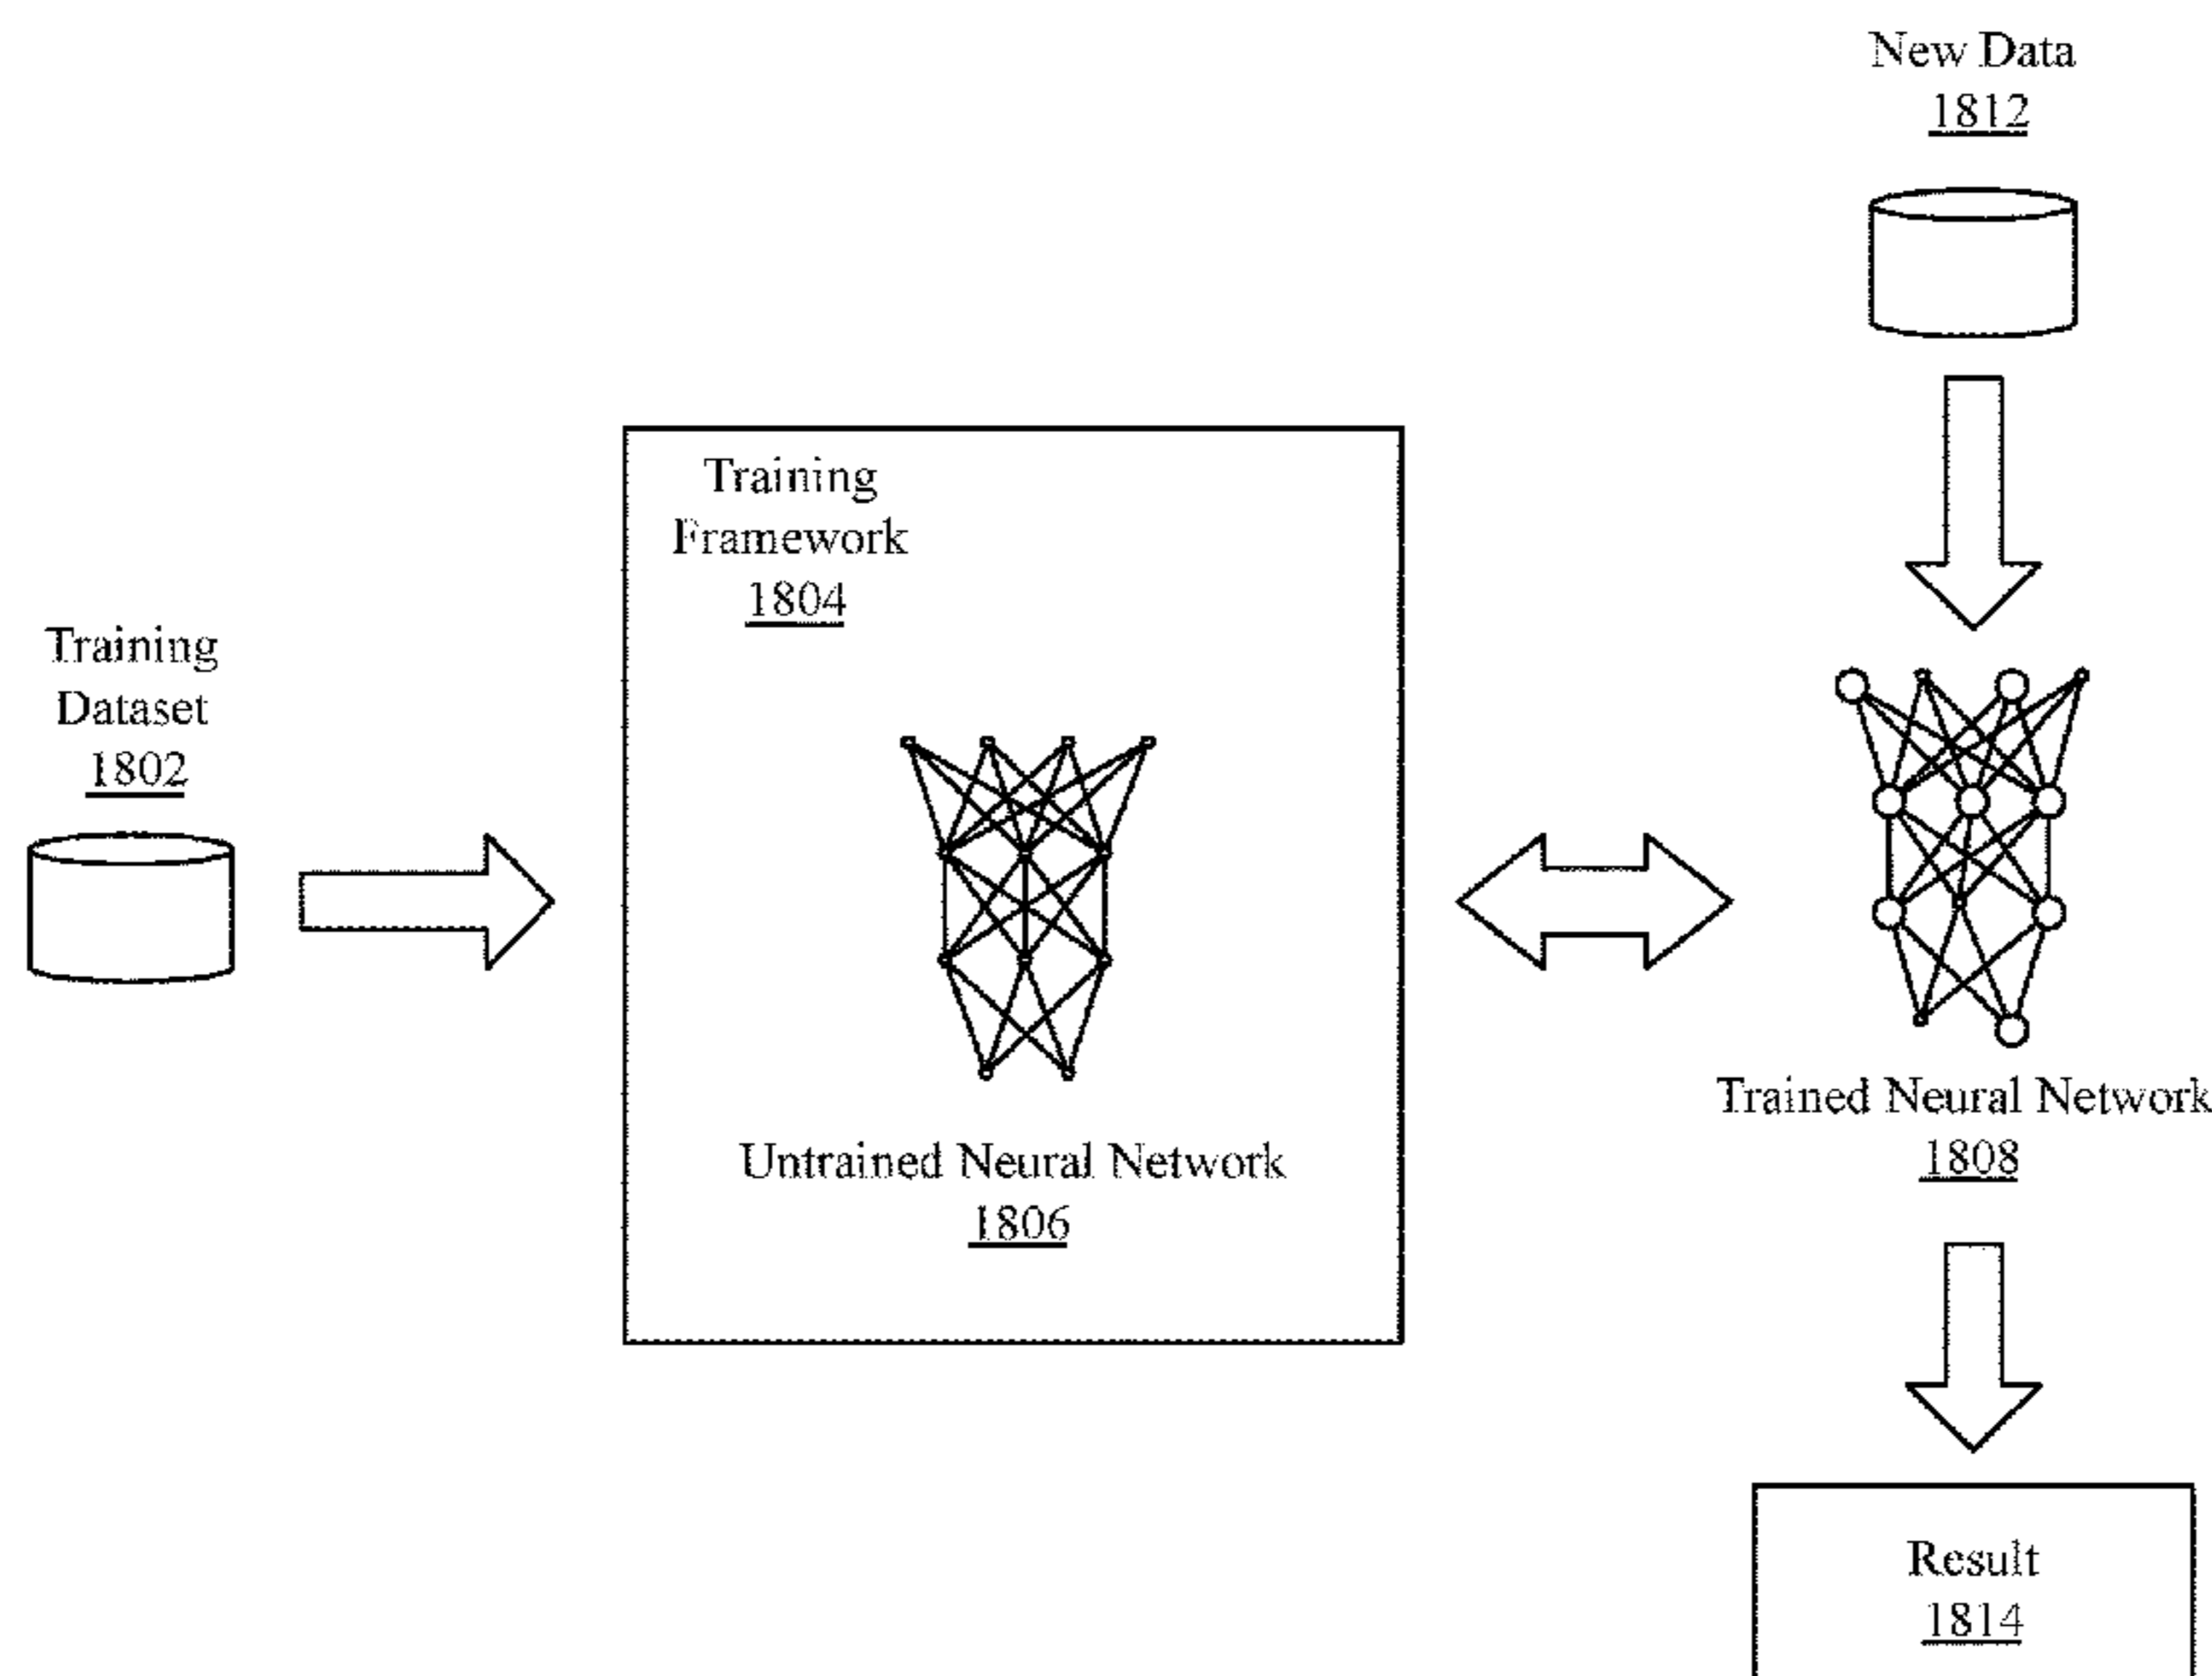 New Data
1812
Training
Framework
1804
Training
Dataset
1802
Untrained Neural Network
1806
Trained Neural Network
1808
Result
1814